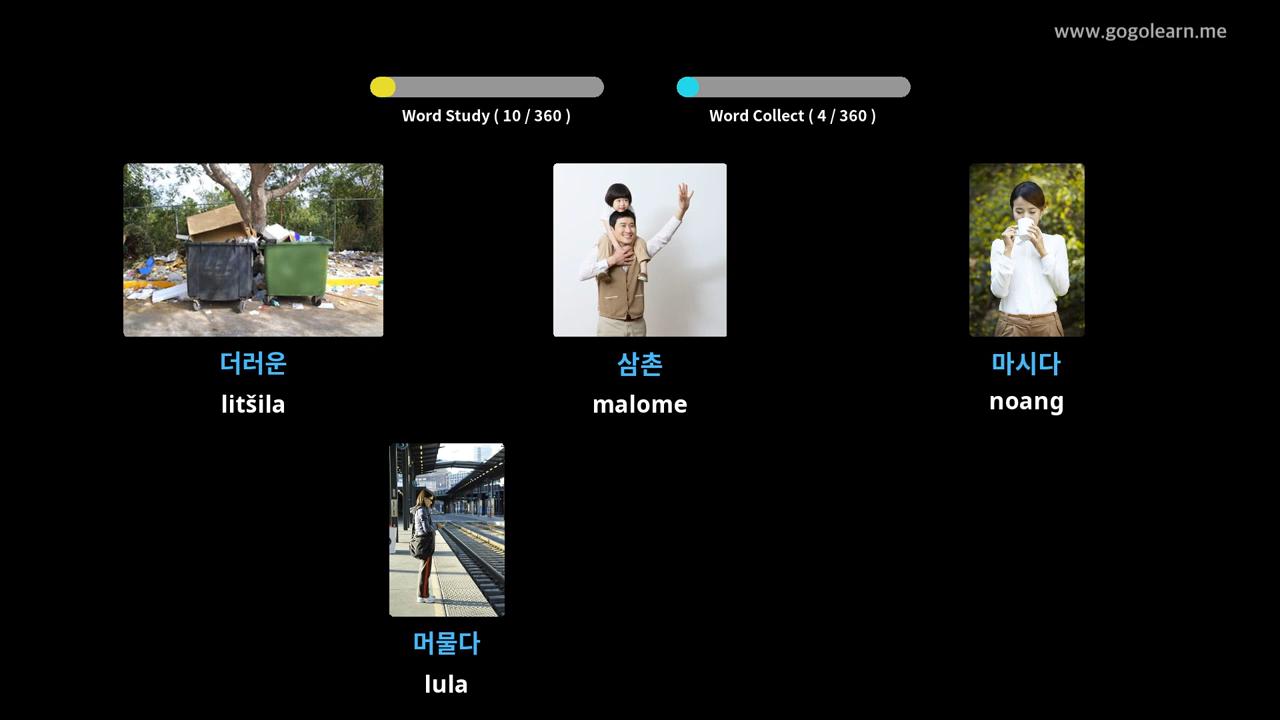 www.gogolearn.me
Word Study ( 10 / 360 )
Word Collect ( 4 / 360 )
더러운
litšila
삼촌
malome
마시다
noang
머물다
lula